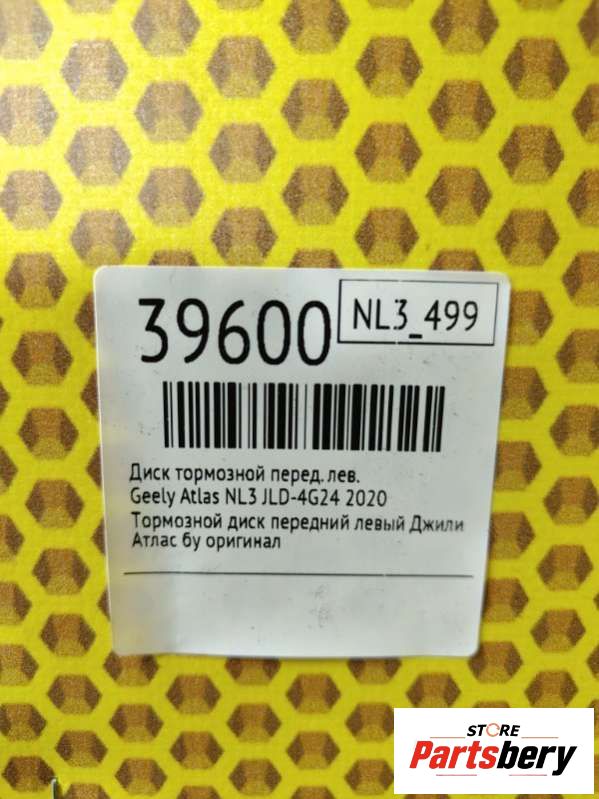 39600
NL3_499
Диск тормозной перед. лев.
Geely Atlas NL3 JLD-4G24 2020
Тормозной диск передний левый Джили
Атлас бу оригинал
STORE
Partsbery